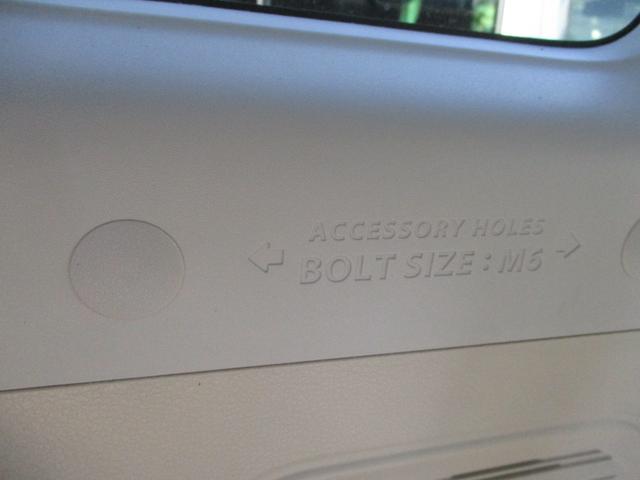 ACCESSORY HOLES
BOLT SIZE : M6